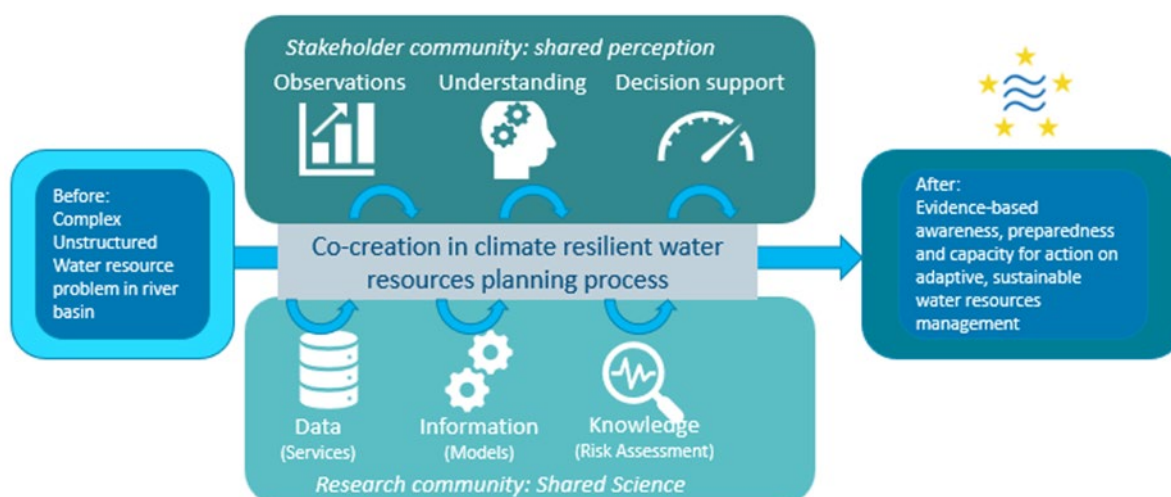 Stakeholder community: shared perception
Observations
Understanding
Decision support
Before:
Complex
Unstructured
Water resource
problem in river
basin
Co-creation in climate resilient water
resources planning process
After:
Evidence-based
awareness, preparedness
and capacity for action on
adaptive, sustainable
water resources
management
Data
(Services)
Information
(Models)
Knowledge
(Risk Assessment)
Research community: Shared Science